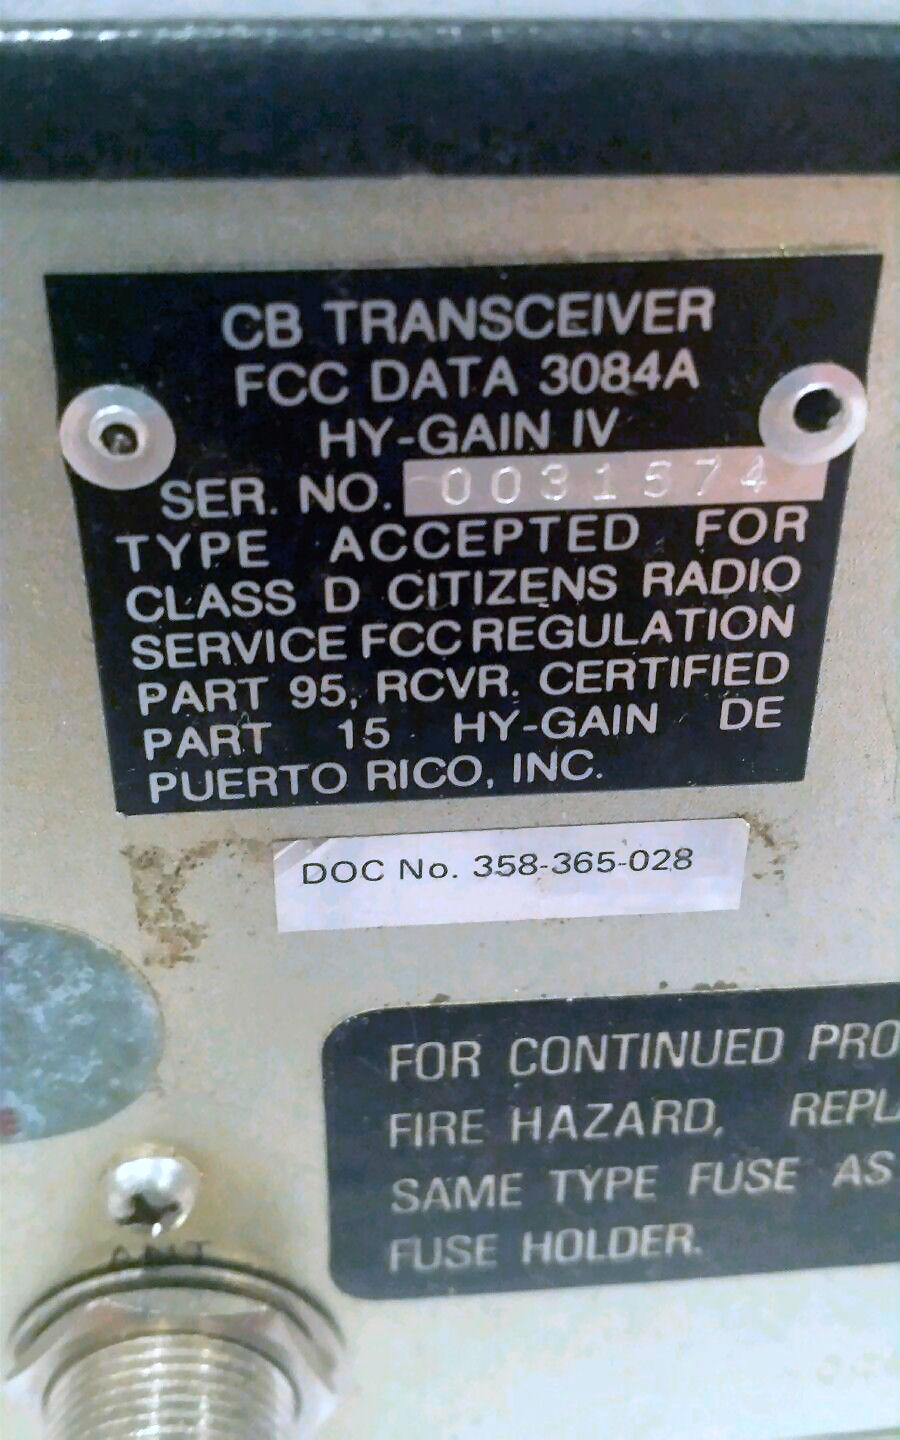 CB TRANSCEIVER
FCC DATA 3084A
HY-GAIN IV
SER. NO. 0031574
TYPE ACCEPTED FOR
CLASS D CITIZENS RADIO
SERVICE FCC REGULATION
PART 95, RCVR. CERTIFIED
PART 15 HY-GAIN DE
PUERTO RICO, INC.
DOC No. 358-365-028
FOR CONTINUED PRO
FIRE HAZARD, REPL
SAME TYPE FUSE AS
FUSE HOLDER.
ANT